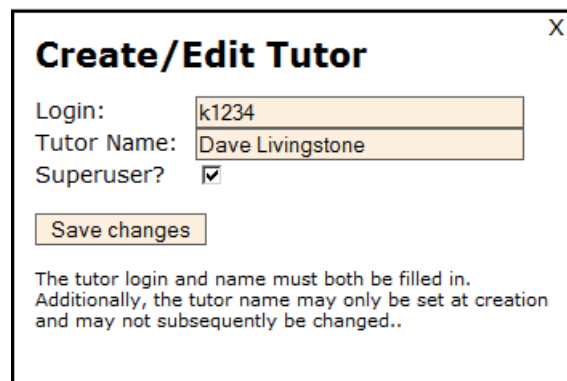 X
Create/Edit Tutor
Login: k1234
Tutor Name: Dave Livingstone
Superuser?
Save changes
The tutor login and name must both be filled in.
Additionally, the tutor name may only be set at creation
and may not subsequently be changed..